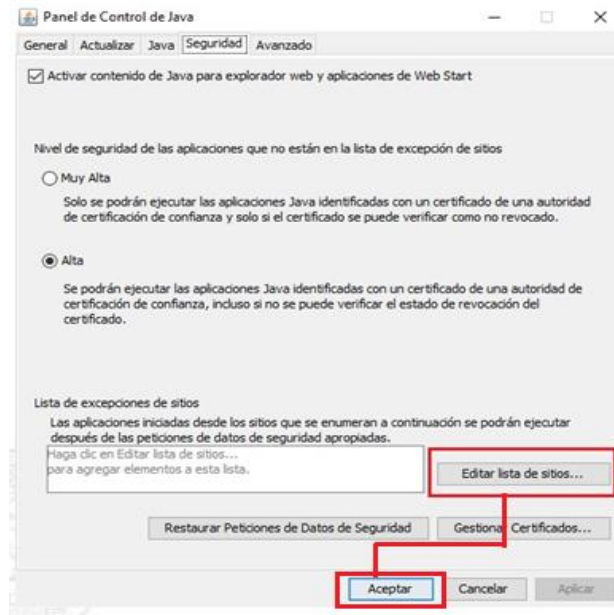 Panel de Control de Java
General Actualizar Java Seguridad Avanzado
Activar contenido de Java para explorador web y aplicaciones de Web Start
Nivel de seguridad de las aplicaciones que no están en la lista de excepción de sitios
Muy Alta
Solo se podrán ejecutar las aplicaciones Java identificadas con un certificado de una autoridad
de certificación de confianza y solo si el certificado se puede verificar como no revocado.
Alta
Se podrán ejecutar las aplicaciones Java identificadas con un certificado de una autoridad de
certificación de confianza, incluso si no se puede verificar el estado de revocación del
certificado.
Lista de excepciones de sitios
Las aplicaciones iniciadas desde los sitios que se enumeran a continuación se podrán ejecutar
después de las peticiones de datos de seguridad apropiadas.
Haga clic en Editar lista de sitios...
para agregar elementos a esta lista.
Editar lista de sitios...
Restaurar Peticiones de Datos de Seguridad Gestionar Certificados...
Aceptar Cancelar Aplicar